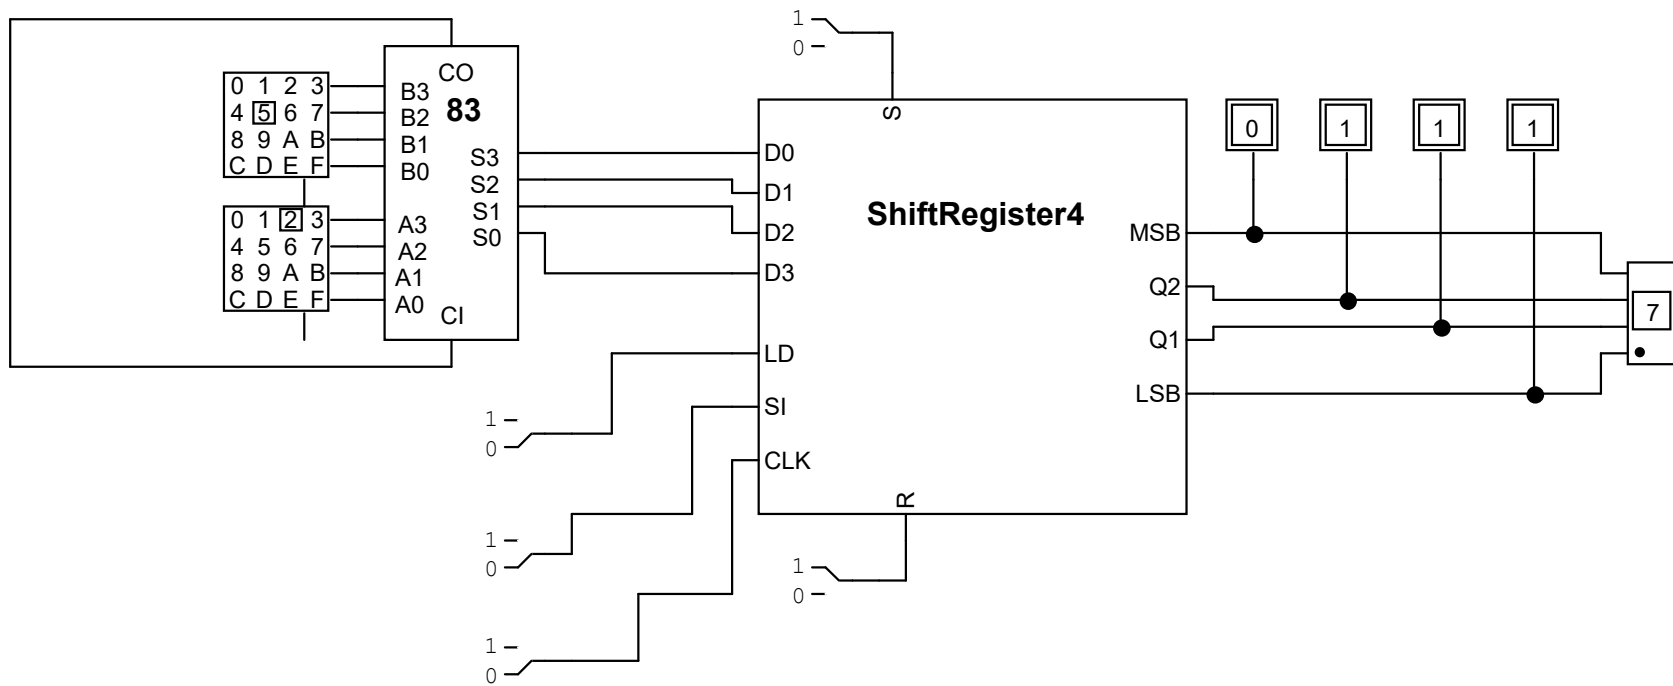 1
0
CO
83
0 1 2 3
4 5 6 7
8 9 A B
C D E F
B3
B2
B1
B0
0 1 2 3
4 5 6 7
8 9 A B
C D E F
A3
A2
A1
A0
CI
S3
S2
S1
S0
S
D0
D1
D2
D3
LD
SI
CLK
ShiftRegister4
R
MSB
Q2
Q1
LSB
0
1
1
1
7
1
0
1
0
1
0
1
0